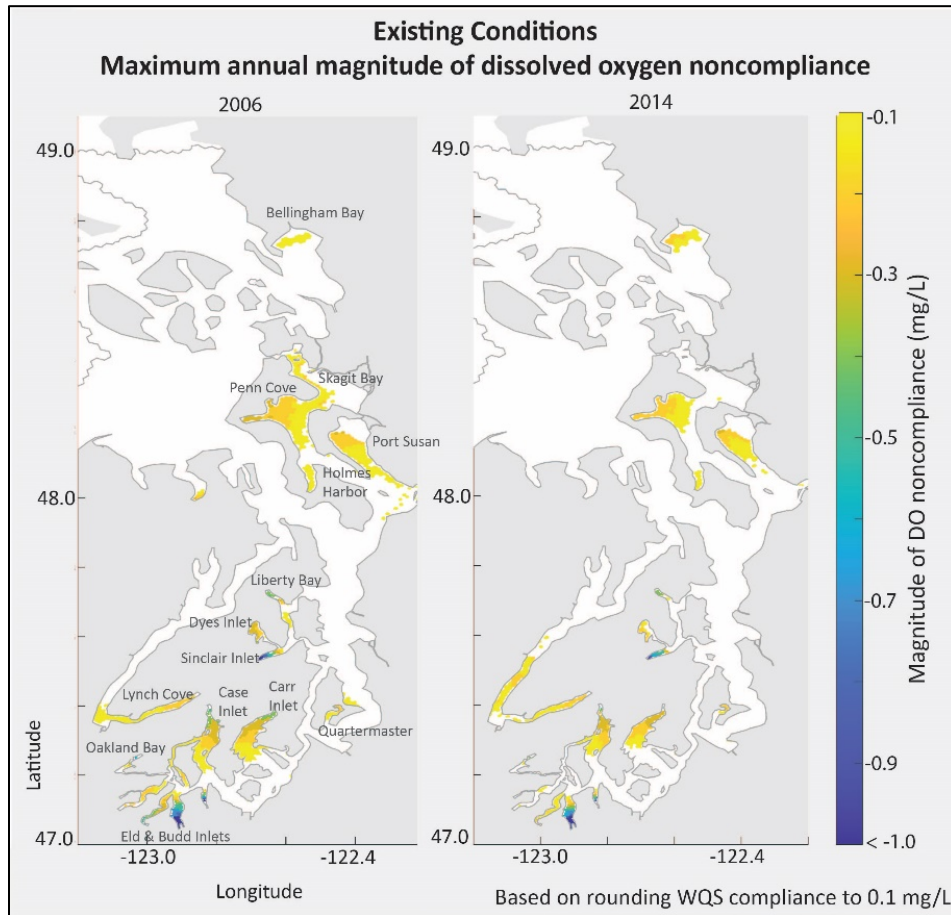 Existing Conditions
Maximum annual magnitude of dissolved oxygen noncompliance
2006
2014
49.0
48.0
47.0
Latitude
-123.0
-122.4
Longitude
Bellingham Bay
Skagit Bay
Penn Cove
Port Susan
Holmes
Harbor
Liberty Bay
Dyes Inlet
Sinclair Inlet
Lynch Cove
Case
Inlet
Carr
Inlet
Quartermaster
Oakland Bay
Eld & Budd Inlets
49.0
48.0
47.0
-123.0
-122.4
-0.1
-0.3
-0.5
-0.7
-0.9
< -1.0
Magnitude of DO noncompliance (mg/L)
Based on rounding WQS compliance to 0.1 mg/L